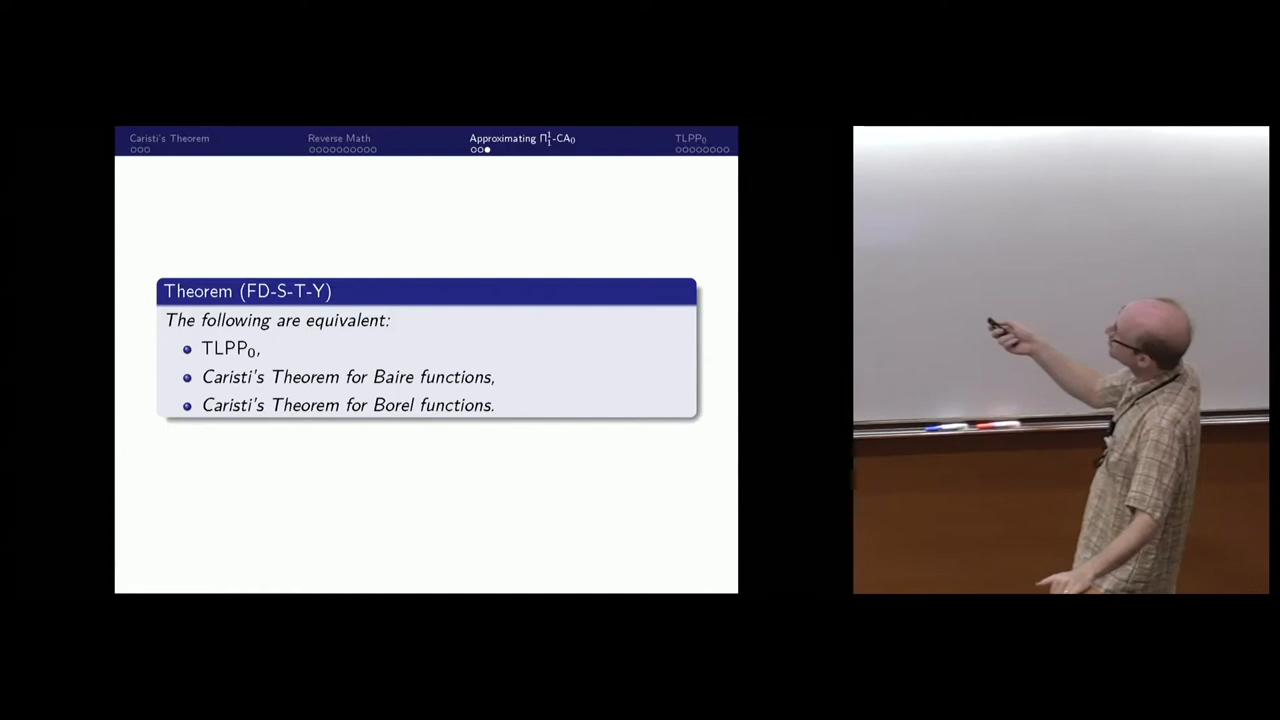 Caristi's Theorem Reverse Math Approximating Π¹₁-CA₀ TLPP₀
Theorem (FD-S-T-Y)
The following are equivalent:
TLPP₀,
Caristi's Theorem for Baire functions,
Caristi's Theorem for Borel functions.